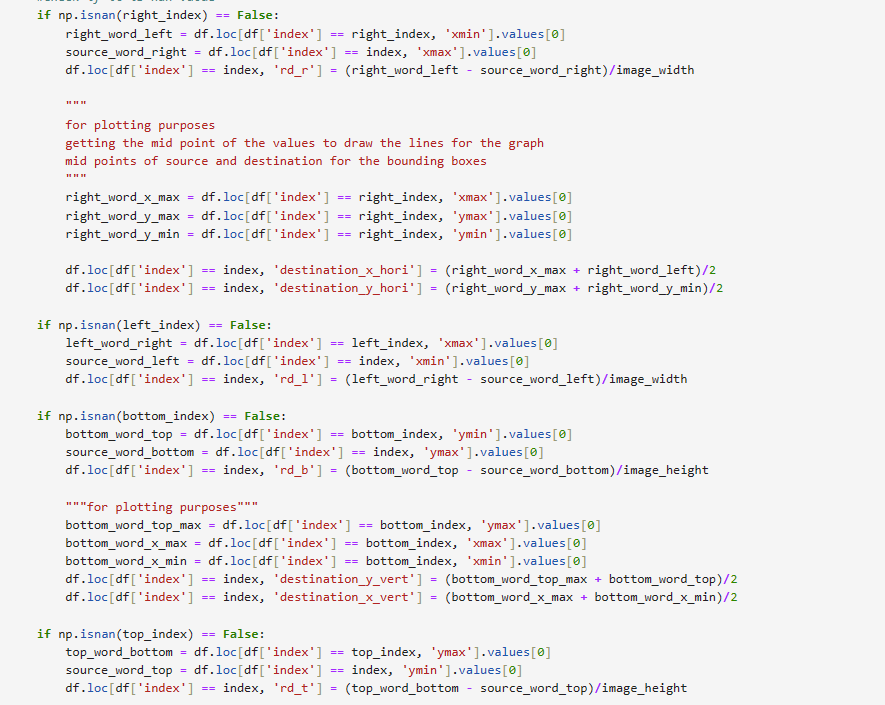 if np.isnan(right_index) == False:
    right_word_left = df.loc[df['index'] == right_index, 'xmin'].values[0]
    source_word_right = df.loc[df['index'] == index, 'xmax'].values[0]
    df.loc[df['index'] == index, 'rd_r'] = (right_word_left - source_word_right)/image_width
    """
    for plotting purposes
    getting the mid point of the values to draw the lines for the graph
    mid points of source and destination for the bounding boxes
    """
    right_word_x_max = df.loc[df['index'] == right_index, 'xmax'].values[0]
    right_word_y_max = df.loc[df['index'] == right_index, 'ymax'].values[0]
    right_word_y_min = df.loc[df['index'] == right_index, 'ymin'].values[0]
    df.loc[df['index'] == index, 'destination_x_hori'] = (right_word_x_max + right_word_left)/2
    df.loc[df['index'] == index, 'destination_y_hori'] = (right_word_y_max + right_word_y_min)/2
if np.isnan(left_index) == False:
    left_word_right = df.loc[df['index'] == left_index, 'xmax'].values[0]
    source_word_left = df.loc[df['index'] == index, 'xmin'].values[0]
    df.loc[df['index'] == index, 'rd_l'] = (left_word_right - source_word_left)/image_width
if np.isnan(bottom_index) == False:
    bottom_word_top = df.loc[df['index'] == bottom_index, 'ymin'].values[0]
    source_word_bottom = df.loc[df['index'] == index, 'ymax'].values[0]
    df.loc[df['index'] == index, 'rd_b'] = (bottom_word_top - source_word_bottom)/image_height
    """for plotting purposes"""
    bottom_word_top_max = df.loc[df['index'] == bottom_index, 'ymax'].values[0]
    bottom_word_x_max = df.loc[df['index'] == bottom_index, 'xmax'].values[0]
    bottom_word_x_min = df.loc[df['index'] == bottom_index, 'xmin'].values[0]
    df.loc[df['index'] == index, 'destination_y_vert'] = (bottom_word_top_max + bottom_word_top)/2
    df.loc[df['index'] == index, 'destination_x_vert'] = (bottom_word_x_max + bottom_word_x_min)/2
if np.isnan(top_index) == False:
    top_word_bottom = df.loc[df['index'] == top_index, 'ymax'].values[0]
    source_word_top = df.loc[df['index'] == index, 'ymin'].values[0]
    df.loc[df['index'] == index, 'rd_t'] = (top_word_bottom - source_word_top)/image_height